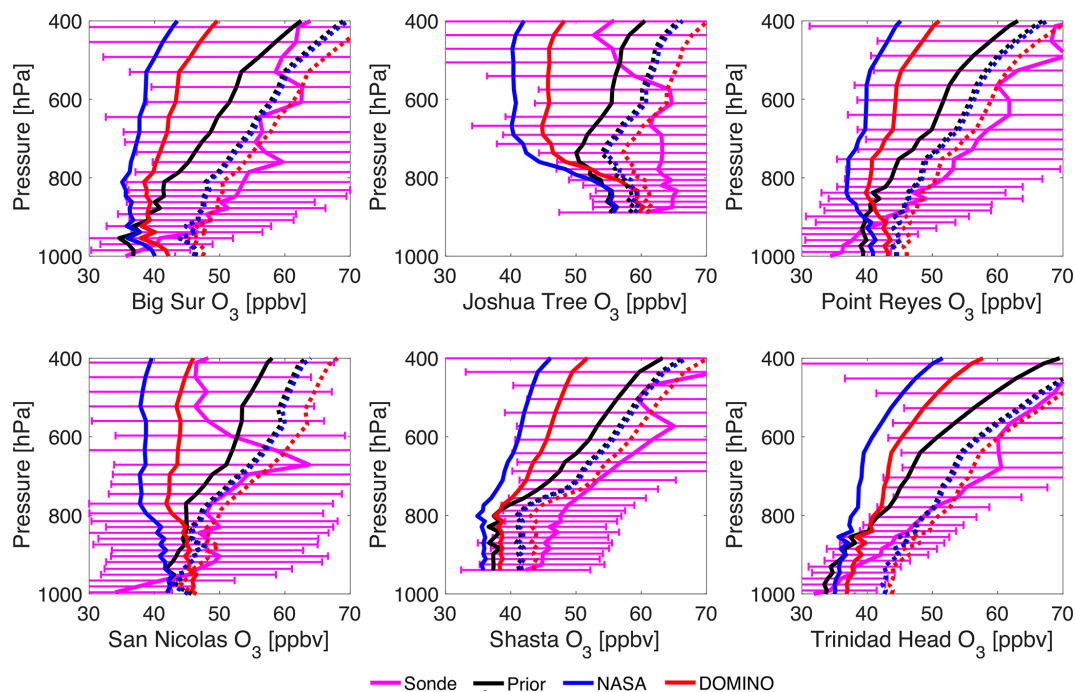 400
600
800
1000
Pressure [hPa]
30 40 50 60 70
Big Sur O3 [ppbv]
400
600
800
1000
Pressure [hPa]
30 40 50 60 70
Joshua Tree O3 [ppbv]
400
600
800
1000
Pressure [hPa]
30 40 50 60 70
Point Reyes O3 [ppbv]
400
600
800
1000
Pressure [hPa]
30 40 50 60 70
San Nicolas O3 [ppbv]
400
600
800
1000
Pressure [hPa]
30 40 50 60 70
Shasta O3 [ppbv]
400
600
800
1000
Pressure [hPa]
30 40 50 60 70
Trinidad Head O3 [ppbv]
Sonde Prior NASA DOMINO